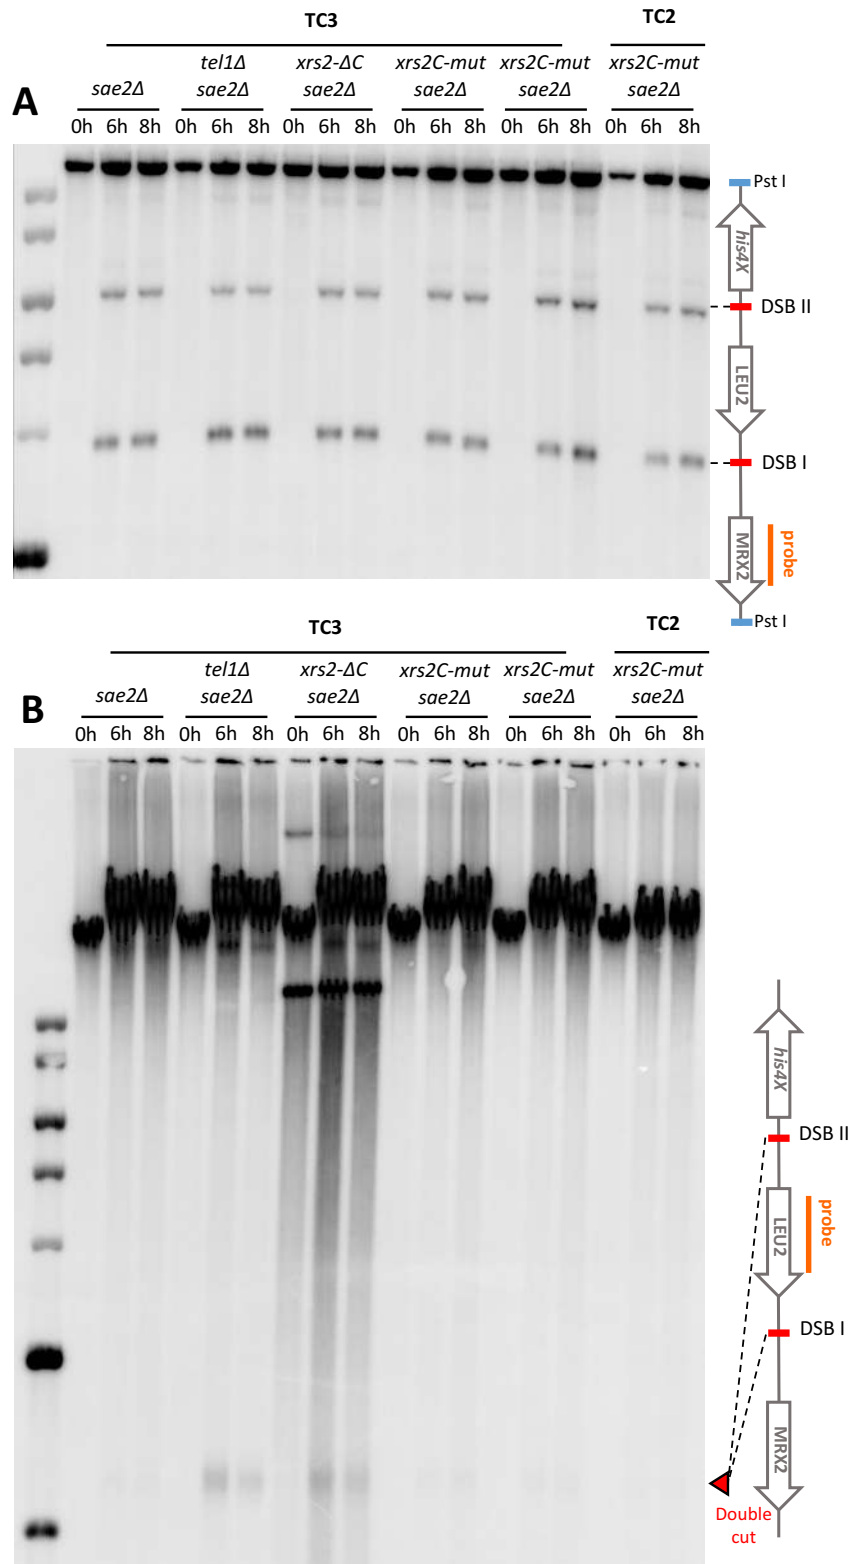 TC3 TC2
tel1Δ xrs2-ΔC xrs2C-mut xrs2C-mut xrs2C-mut
sae2Δ sae2Δ sae2Δ sae2Δ sae2Δ sae2Δ
A
0h 6h 8h 0h 6h 8h 0h 6h 8h 0h 6h 8h 0h 6h 8h 0h 6h 8h
Pst I
his4X
DSB II
LEU2
DSB I
MRX2
probe
Pst I
TC3 TC2
tel1Δ xrs2-ΔC xrs2C-mut xrs2C-mut xrs2C-mut
sae2Δ sae2Δ sae2Δ sae2Δ sae2Δ sae2Δ
B
0h 6h 8h 0h 6h 8h 0h 6h 8h 0h 6h 8h 0h 6h 8h 0h 6h 8h
his4X
DSB II
LEU2
probe
DSB I
MRX2
Double
cut